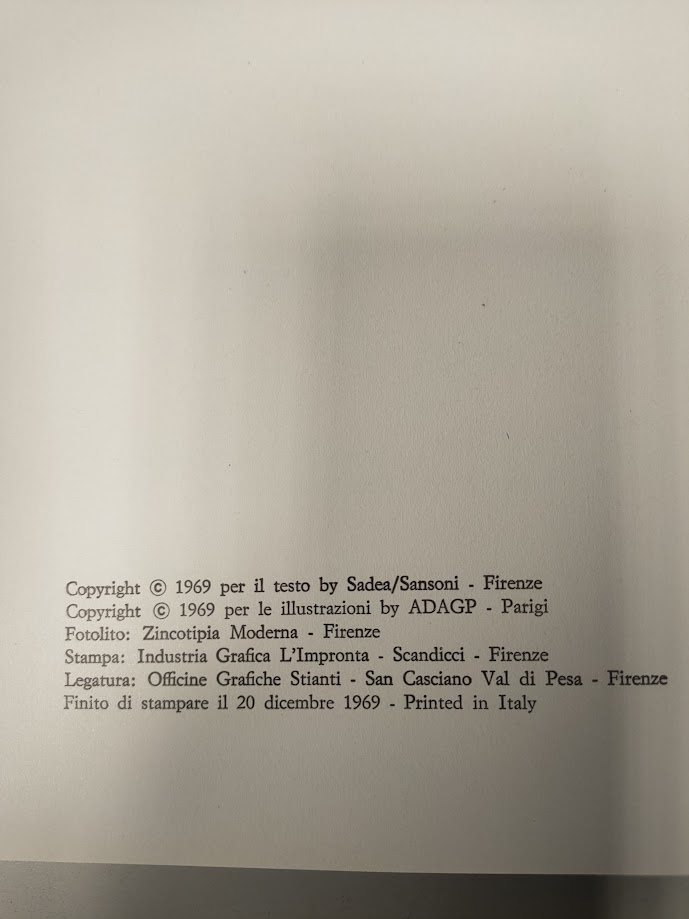 Copyright © 1969 per il testo by Sadea/Sansoni - Firenze
Copyright © 1969 per le illustrazioni by ADAGP - Parigi
Fotolito: Zincotipia Moderna - Firenze
Stampa: Industria Grafica L'Impronta - Scandicci - Firenze
Legatura: Officine Grafiche Stianti - San Casciano Val di Pesa - Firenze
Finito di stampare il 20 dicembre 1969 - Printed in Italy